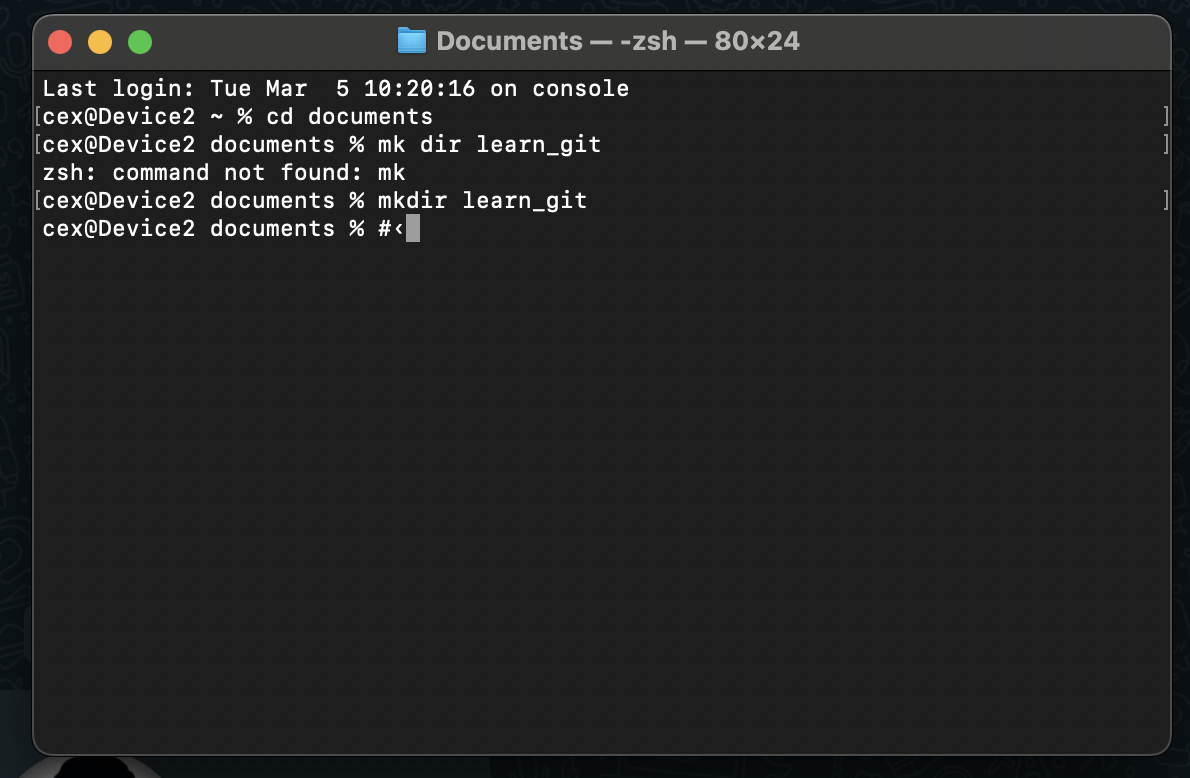 Documents — -zsh — 80×24
Last login: Tue Mar  5 10:20:16 on console
[cex@Device2 ~ % cd documents ]
[cex@Device2 documents % mk dir learn_git ]
zsh: command not found: mk
[cex@Device2 documents % mkdir learn_git ]
cex@Device2 documents % #‹